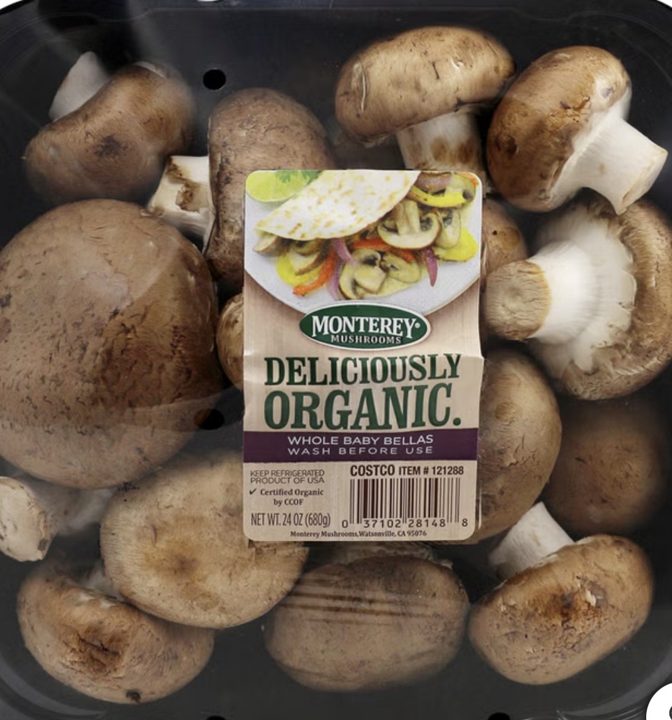 MONTEREY®
MUSHROOMS
DELICIOUSLY
ORGANIC.
WHOLE BABY BELLAS
WASH BEFORE USE
KEEP REFRIGERATED
PRODUCT OF USA
✓ Certified Organic
by CCOF
NET WT. 24 OZ (680g)
COSTCO ITEM # 121288
0 37102 28148 8
Monterey Mushrooms, Watsonville, CA 95076